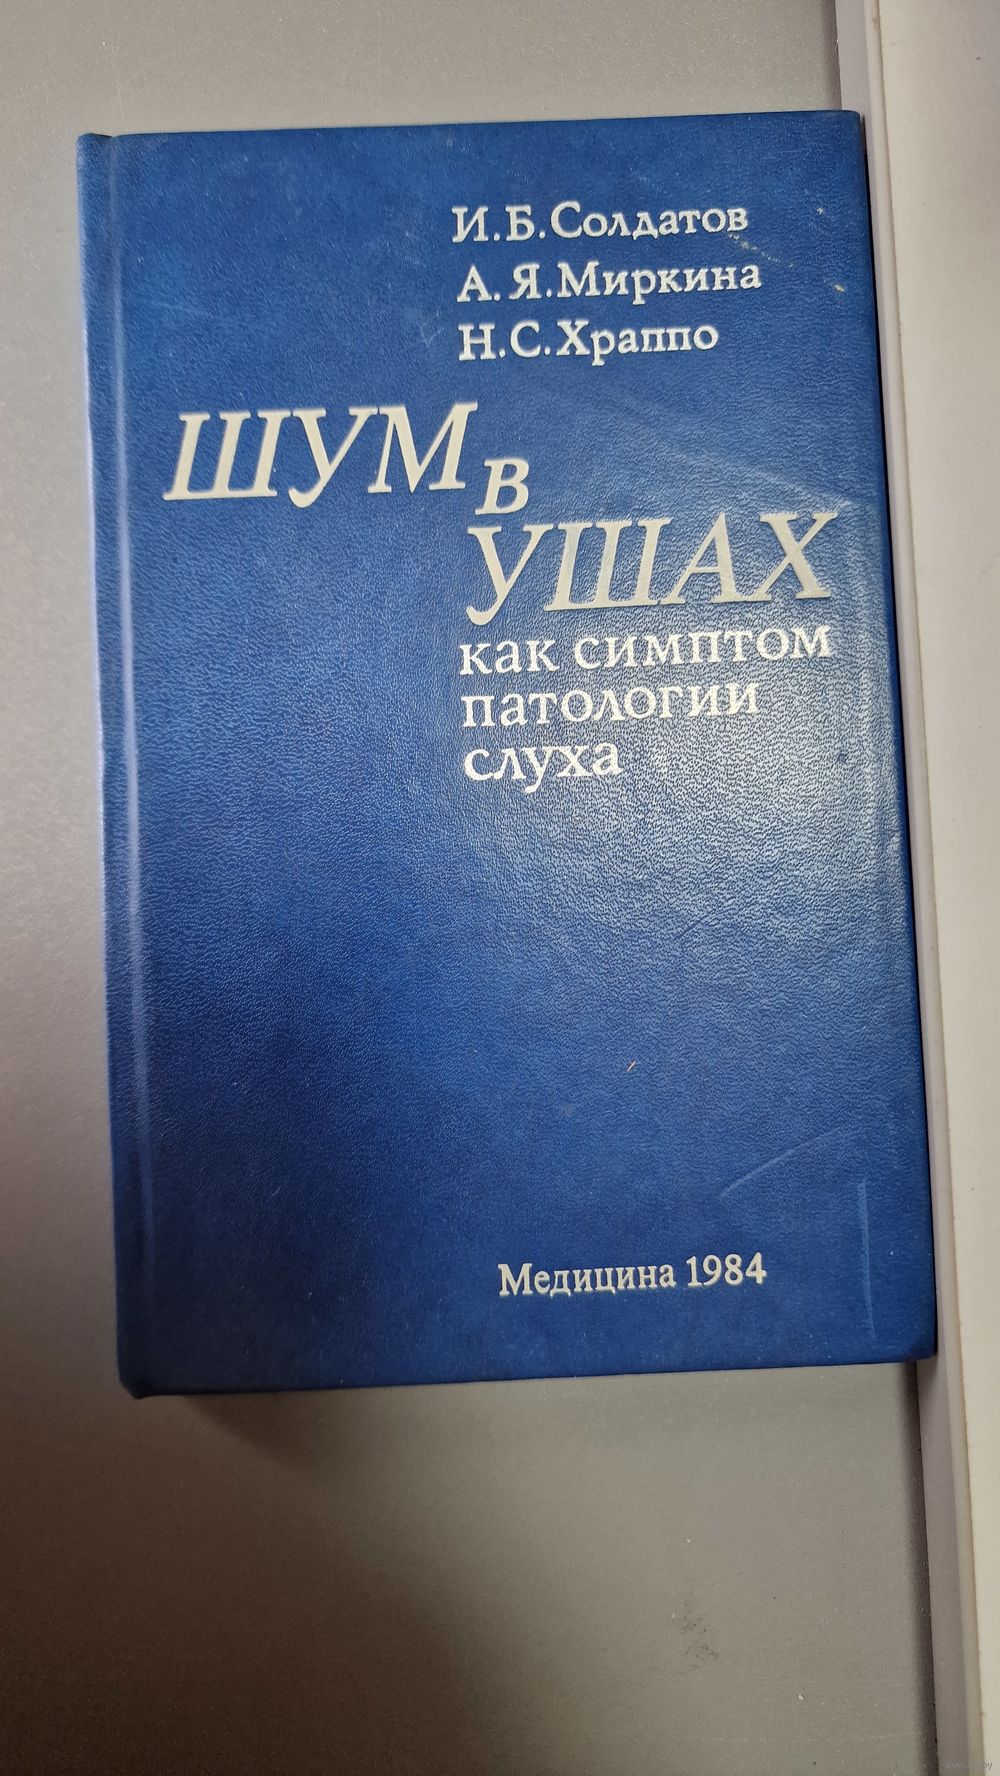 И.Б.Солдатов
А.Я.Миркина
Н.С.Храппо
ШУМ
в
УШАХ
как симптом
патологии
слуха
Медицина 1984